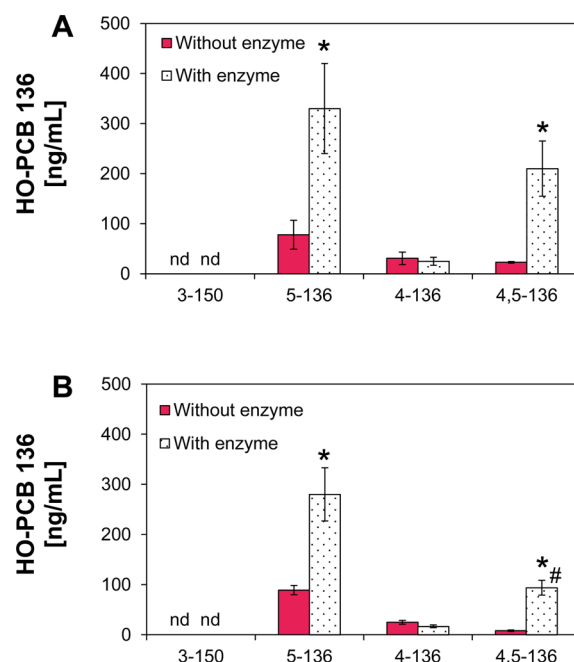 A
HO-PCB 136
[ng/mL]
500
400
300
200
100
0
Without enzyme
With enzyme
*
*
nd nd
3-150 5-136 4-136 4,5-136
B
HO-PCB 136
[ng/mL]
500
400
300
200
100
0
Without enzyme
With enzyme
*
*#
nd nd
3-150 5-136 4-136 4,5-136